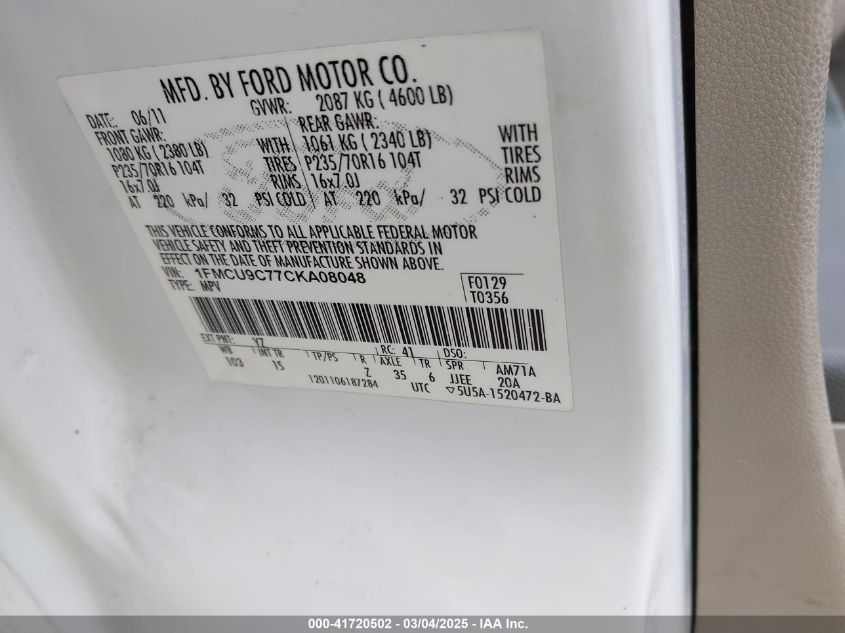 MFD. BY FORD MOTOR CO.
DATE: 06/11 GVWR: 2087 KG ( 4600 LB)
FRONT GAWR: REAR GAWR:
1080 KG ( 2380 LB) WITH 1061 KG ( 2340 LB) WITH
P235/70R16 104T TIRES P235/70R16 104T TIRES
16x7.0J RIMS 16x7.0J RIMS
AT 220 kPa/ 32 PSI COLD AT 220 kPa/ 32 PSI COLD
THIS VEHICLE CONFORMS TO ALL APPLICABLE FEDERAL MOTOR
VEHICLE SAFETY AND THEFT PREVENTION STANDARDS IN
EFFECT ON THE DATE OF MANUFACTURE SHOWN ABOVE.
VIN: 1FMCU9C77CKA08048 F0129
TYPE: MPV T0356
EXT PNT: YZ RC: 41 DSO:
WB INT TR TP/PS R AXLE TR SPR AM71A
103 15 Z 35 6 JJEE 20A
1201106187284 UTC ▽5U5A-1520472-BA
000-41720502 - 03/04/2025 - IAA Inc.